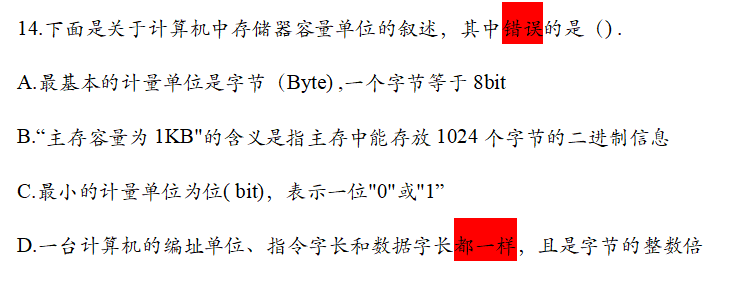 14.下面是关于计算机中存储器容量单位的叙述，其中错误的是（）.
A.最基本的计量单位是字节（Byte),一个字节等于 8bit
B.“主存容量为 1KB"的含义是指主存中能存放 1024 个字节的二进制信息
C.最小的计量单位为位( bit)，表示一位"0"或"1”
D.一台计算机的编址单位、指令字长和数据字长都一样，且是字节的整数倍